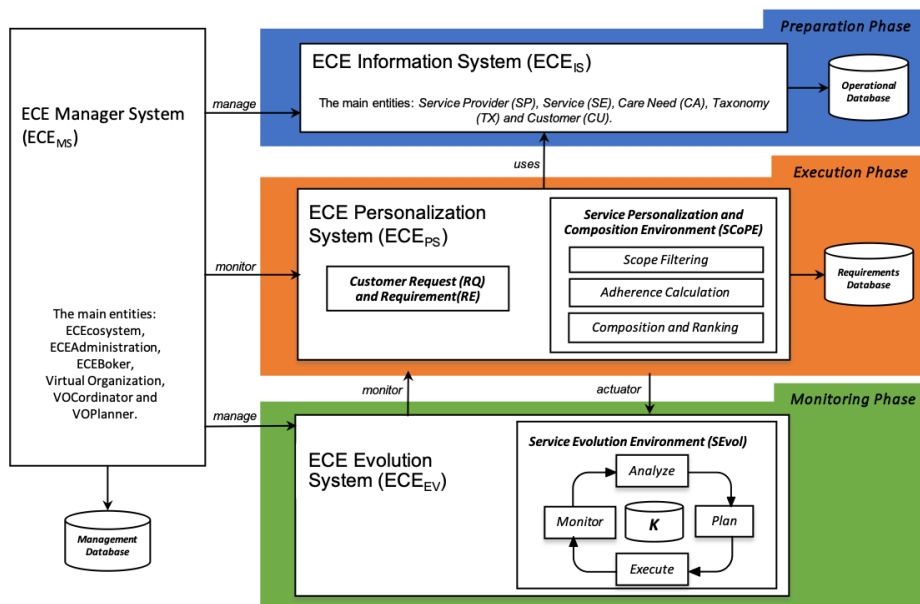 Preparation Phase
ECE Information System (ECEIS)
The main entities: Service Provider (SP), Service (SE), Care Need (CA), Taxonomy
(TX) and Customer (CU).
Operational
Database
ECE Manager System
(ECEMS)
manage
uses
Execution Phase
ECE Personalization
System (ECEPS)
Customer Request (RQ)
and Requirement(RE)
Service Personalization and
Composition Environment (SCoPE)
Scope Filtering
Adherence Calculation
Composition and Ranking
Requirements
Database
monitor
The main entities:
ECEcosystem,
ECEAdministration,
ECEBoker,
Virtual Organization,
VOCordinator and
VOPlanner.
monitor
actuator
manage
Monitoring Phase
ECE Evolution
System (ECEEV)
Service Evolution Environment (SEvol)
Analyze
Monitor
K
Plan
Execute
Management
Database